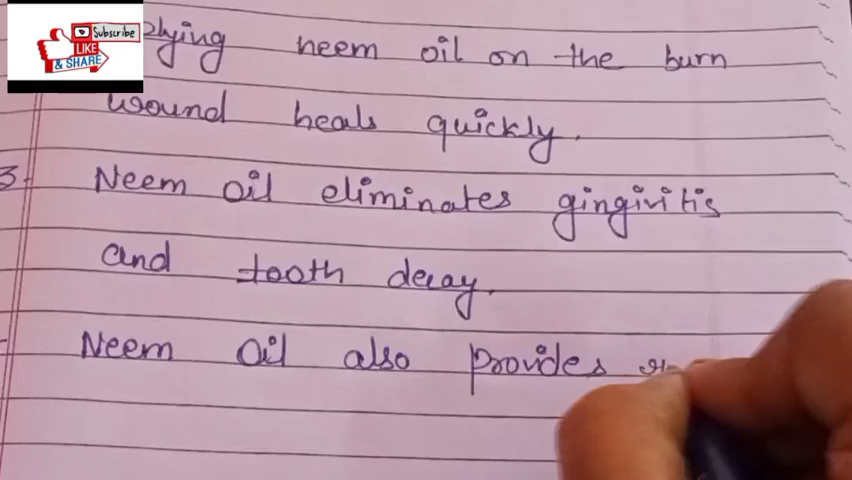 Subscribe
LIKE
& SHARE
neem oil on the burn
wound heals quickly.
3. Neem oil eliminates gingivitis
and tooth decay.
Neem Oil also provides